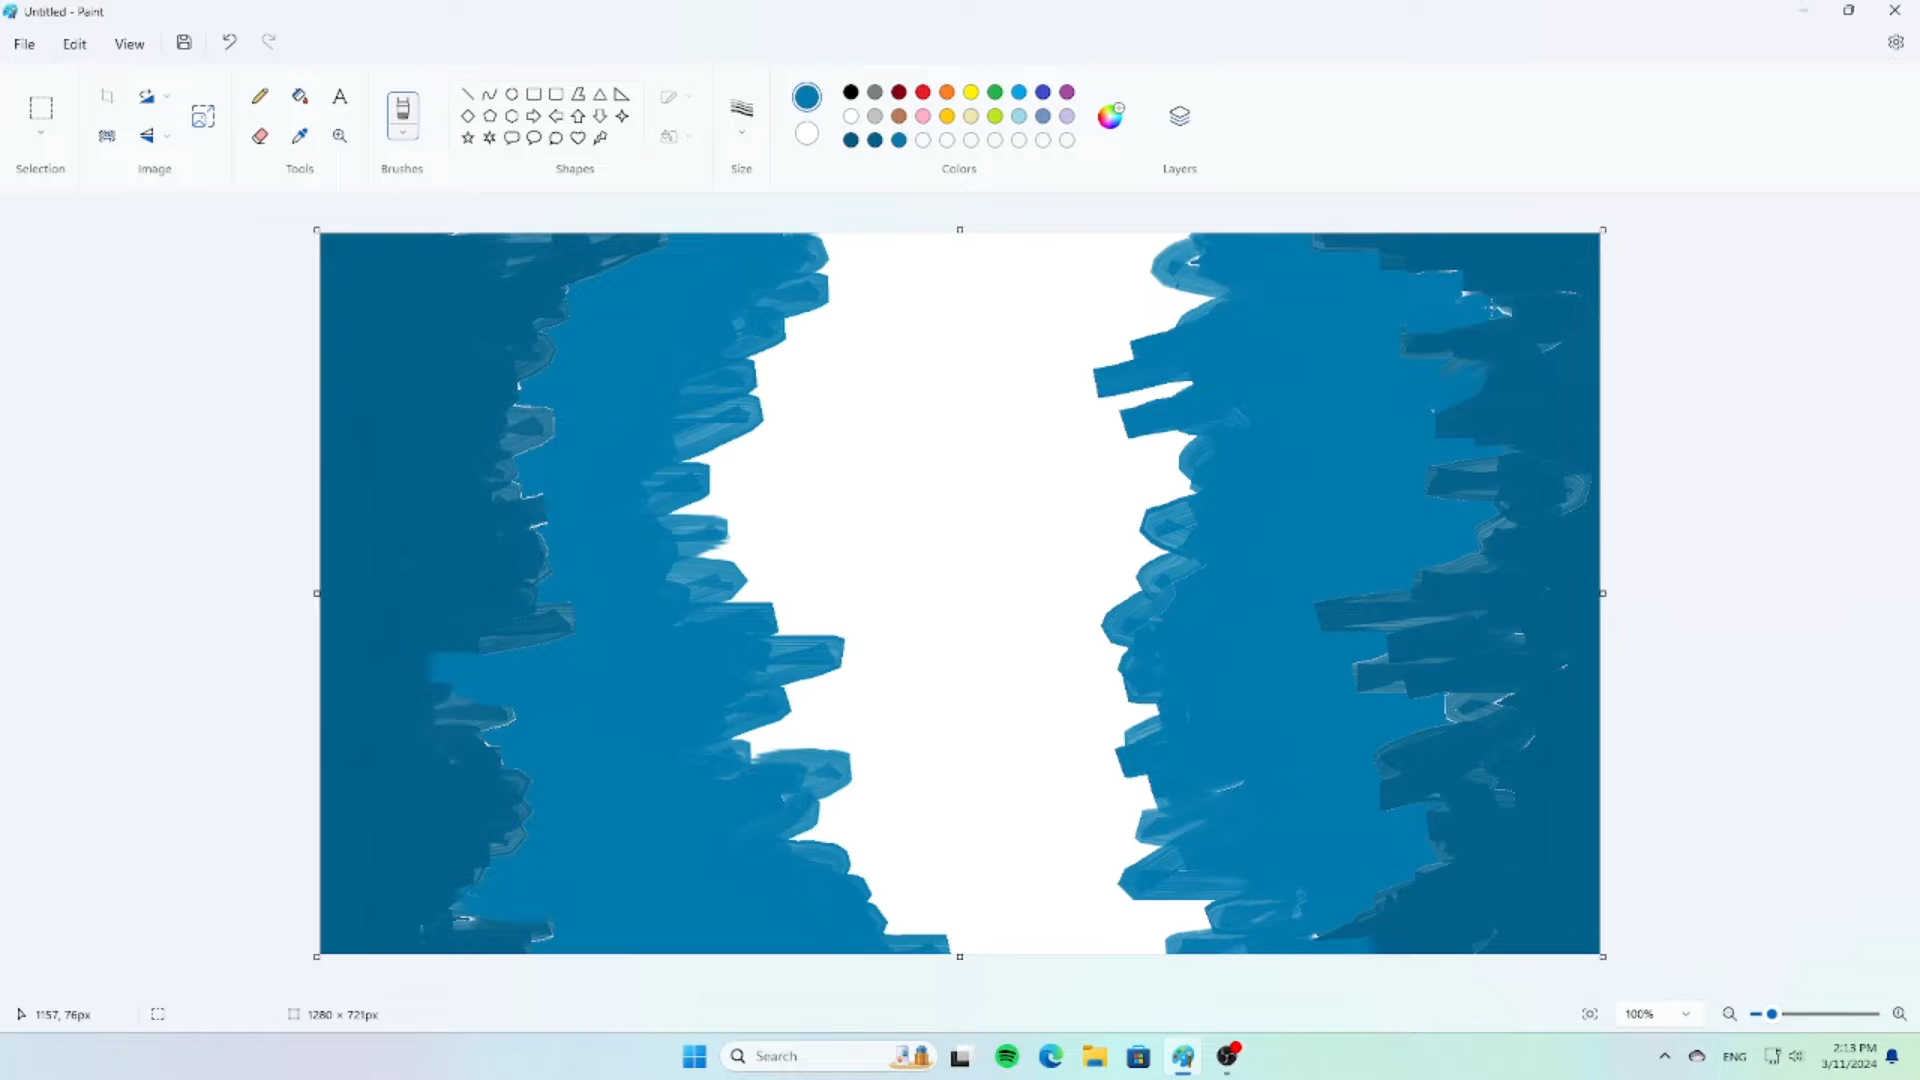 Untitled - Paint
File Edit View
A
Selection Image Tools Brushes Shapes Size Colors Layers
1157, 76px 1280 × 721px 100%
Search ENG 2:13 PM
3/11/2024